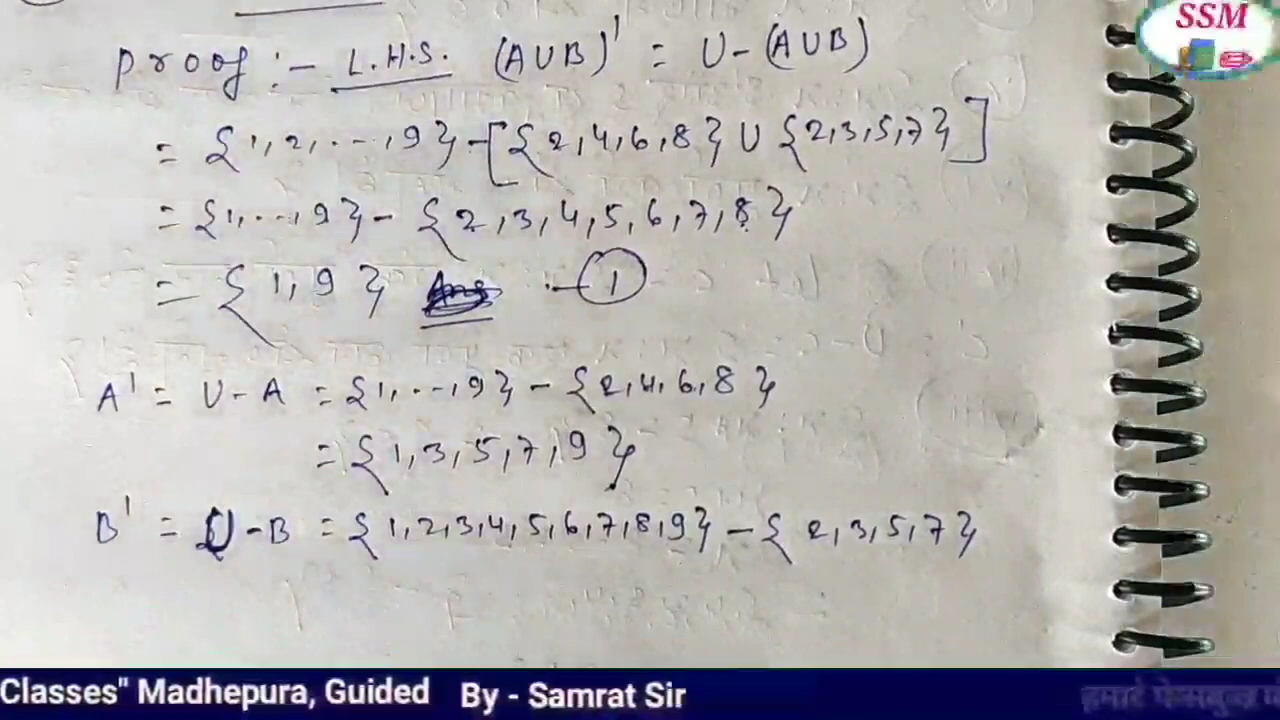 SSM
Proof :- L.H.S. (A∪B)' = U-(A∪B)
= {1,2,...,9} - [{2,4,6,8} ∪ {2,3,5,7}]
= {1,...,9} - {2,3,4,5,6,7,8}
= {1,9} :- ①
A' = U-A = {1,...,9} - {2,4,6,8}
= {1,3,5,7,9}
B' = U-B = {1,2,3,4,5,6,7,8,9} - {2,3,5,7}
Classes" Madhepura, Guided By - Samrat Sir